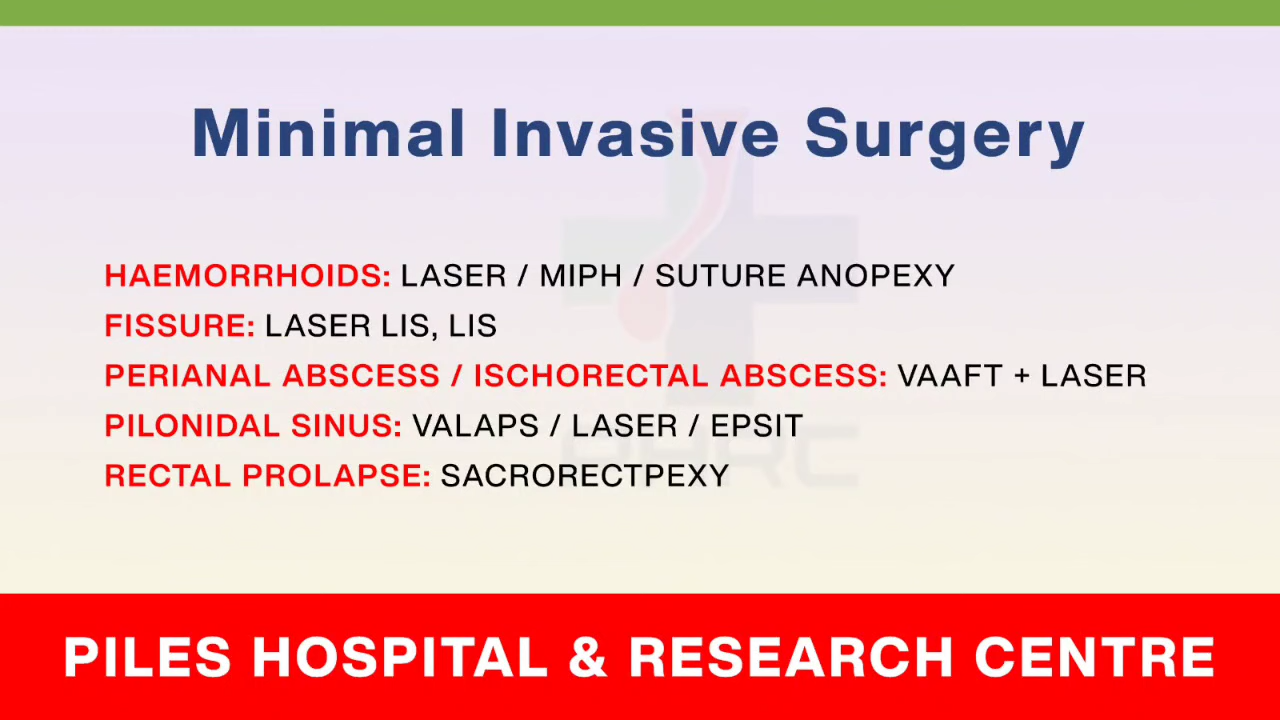 Minimal Invasive Surgery
HAEMORRHOIDS: LASER / MIPH / SUTURE ANOPEXY
FISSURE: LASER LIS, LIS
PERIANAL ABSCESS / ISCHORECTAL ABSCESS: VAAFT + LASER
PILONIDAL SINUS: VALAPS / LASER / EPSIT
RECTAL PROLAPSE: SACRORECTPEXY
PILES HOSPITAL & RESEARCH CENTRE